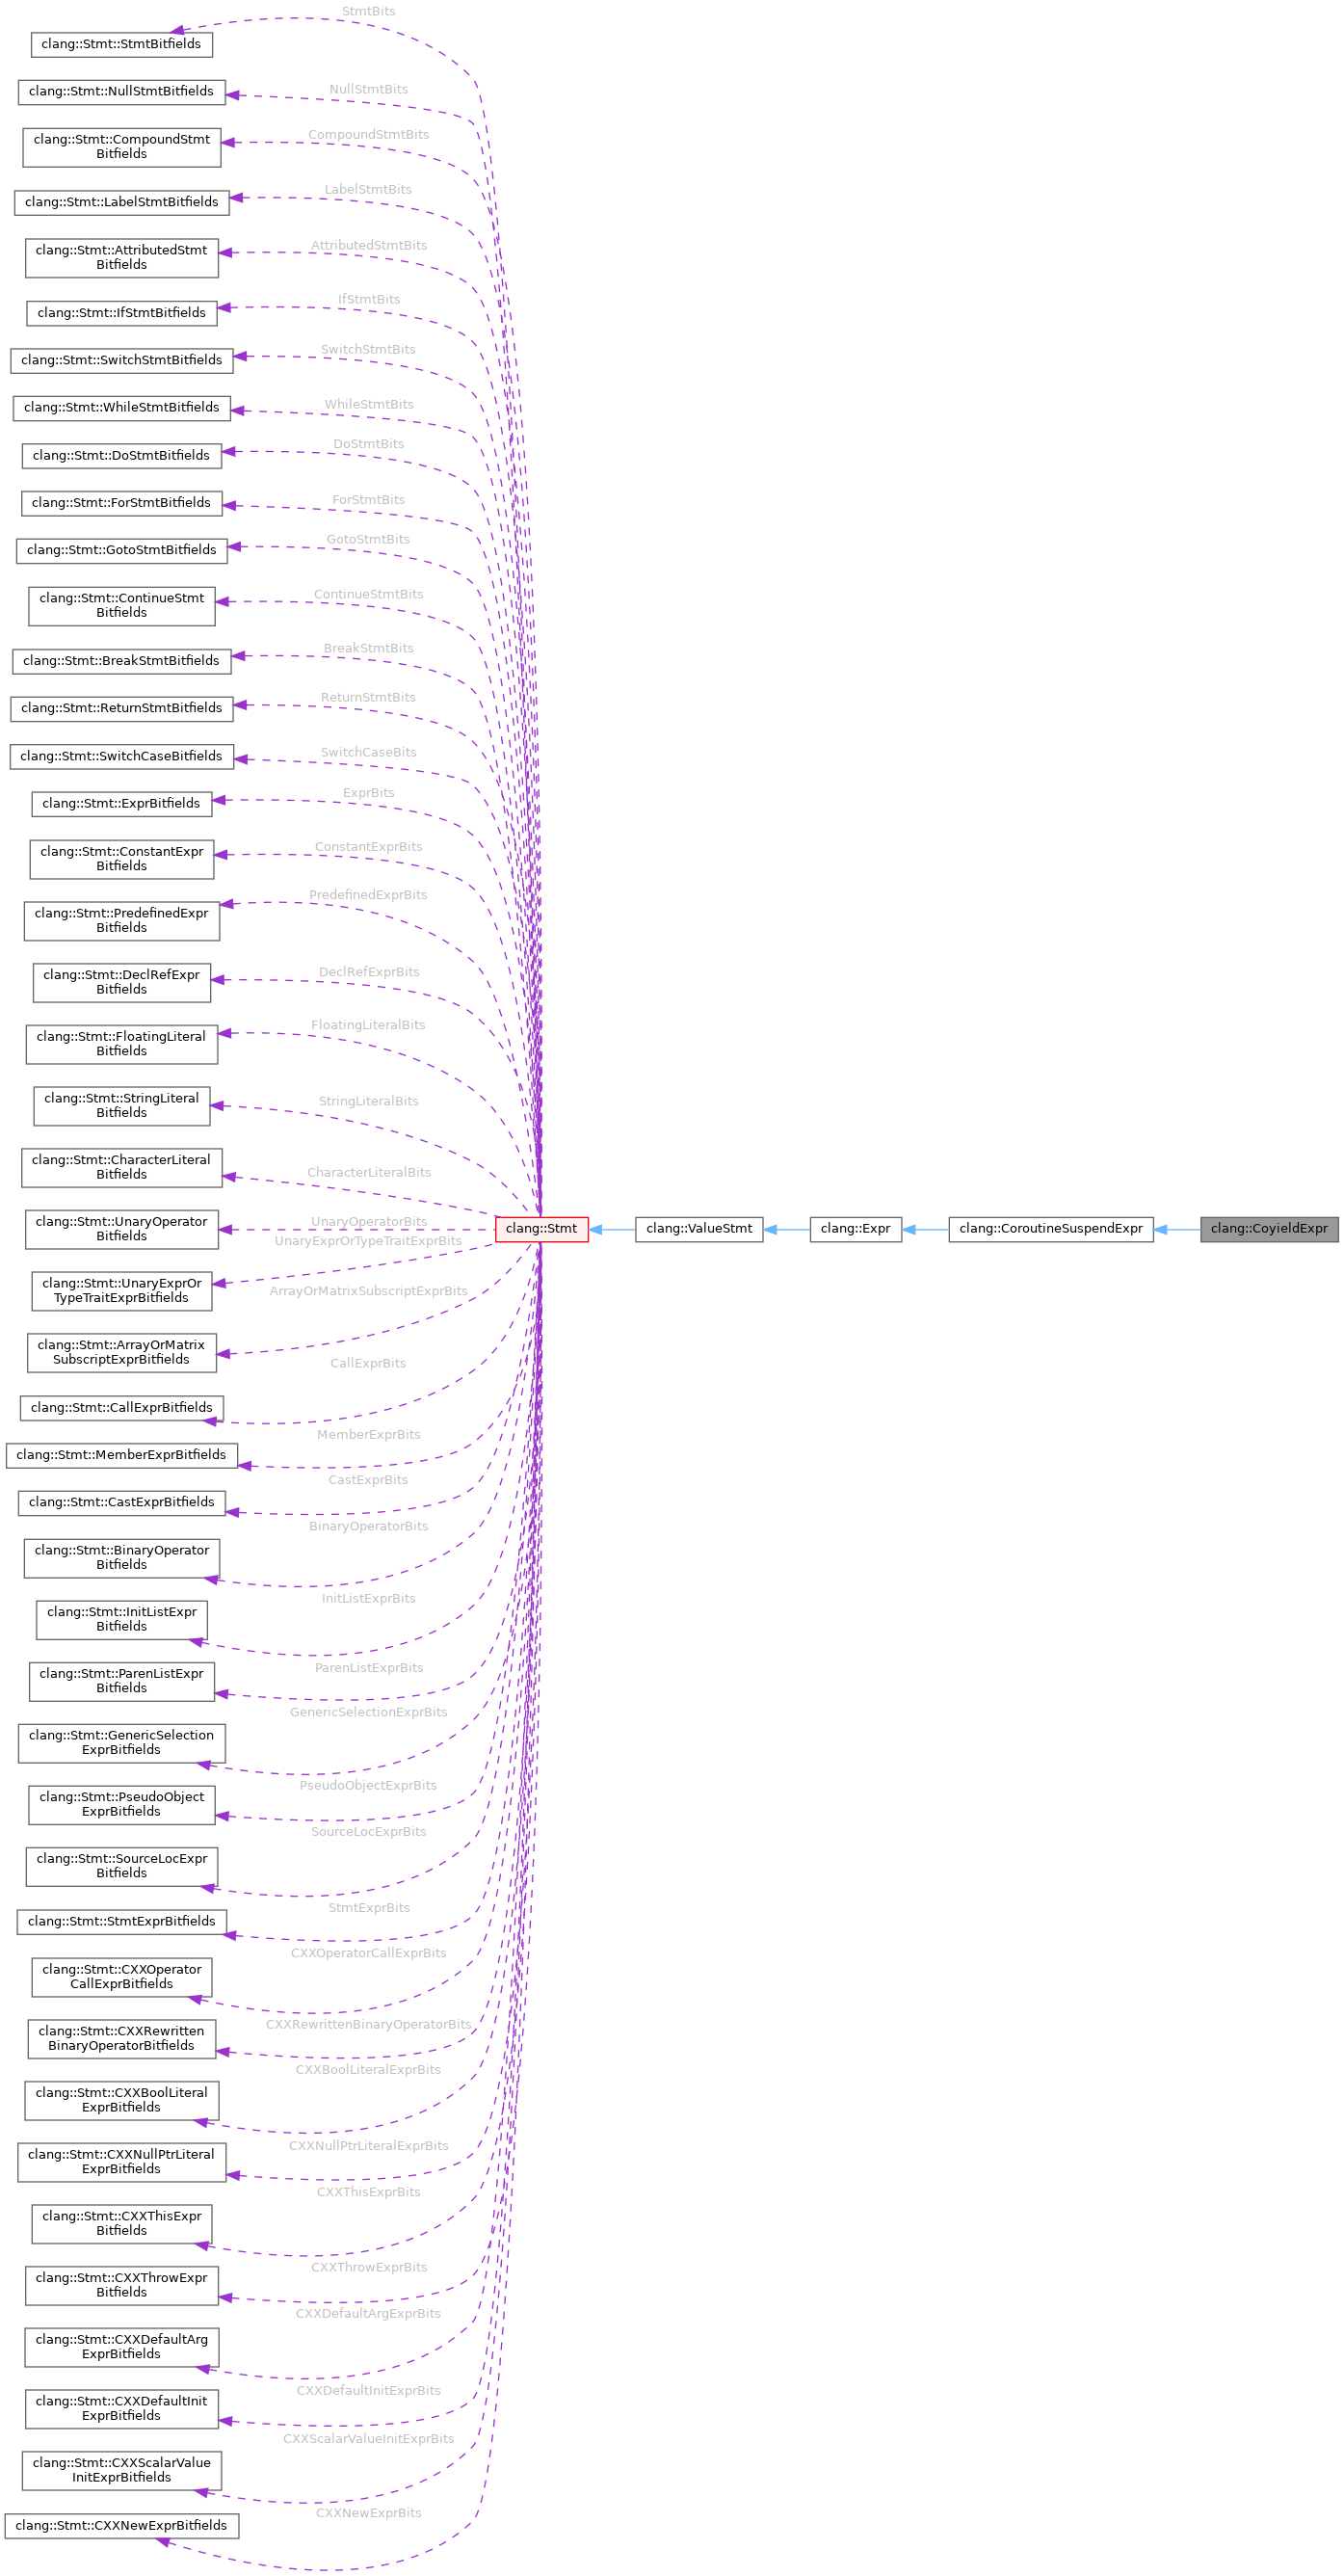 StmtBits
clang::Stmt::StmtBitfields
NullStmtBits
clang::Stmt::NullStmtBitfields
CompoundStmtBits
clang::Stmt::CompoundStmt
Bitfields
LabelStmtBits
clang::Stmt::LabelStmtBitfields
AttributedStmtBits
clang::Stmt::AttributedStmt
Bitfields
IfStmtBits
clang::Stmt::IfStmtBitfields
SwitchStmtBits
clang::Stmt::SwitchStmtBitfields
WhileStmtBits
clang::Stmt::WhileStmtBitfields
DoStmtBits
clang::Stmt::DoStmtBitfields
ForStmtBits
clang::Stmt::ForStmtBitfields
GotoStmtBits
clang::Stmt::GotoStmtBitfields
ContinueStmtBits
clang::Stmt::ContinueStmt
Bitfields
BreakStmtBits
clang::Stmt::BreakStmtBitfields
ReturnStmtBits
clang::Stmt::ReturnStmtBitfields
SwitchCaseBits
clang::Stmt::SwitchCaseBitfields
ExprBits
clang::Stmt::ExprBitfields
ConstantExprBits
clang::Stmt::ConstantExpr
Bitfields
PredefinedExprBits
clang::Stmt::PredefinedExpr
Bitfields
DeclRefExprBits
clang::Stmt::DeclRefExpr
Bitfields
FloatingLiteralBits
clang::Stmt::FloatingLiteral
Bitfields
StringLiteralBits
clang::Stmt::StringLiteral
Bitfields
CharacterLiteralBits
clang::Stmt::CharacterLiteral
Bitfields
UnaryOperatorBits
clang::Stmt::UnaryOperator
Bitfields
clang::Stmt
clang::ValueStmt
clang::Expr
clang::CoroutineSuspendExpr
clang::CoyieldExpr
UnaryExprOrTypeTraitExprBits
clang::Stmt::UnaryExprOr
TypeTraitExprBitfields
ArrayOrMatrixSubscriptExprBits
clang::Stmt::ArrayOrMatrix
SubscriptExprBitfields
CallExprBits
clang::Stmt::CallExprBitfields
MemberExprBits
clang::Stmt::MemberExprBitfields
CastExprBits
clang::Stmt::CastExprBitfields
BinaryOperatorBits
clang::Stmt::BinaryOperator
Bitfields
InitListExprBits
clang::Stmt::InitListExpr
Bitfields
ParenListExprBits
clang::Stmt::ParenListExpr
Bitfields
GenericSelectionExprBits
clang::Stmt::GenericSelection
ExprBitfields
PseudoObjectExprBits
clang::Stmt::PseudoObject
ExprBitfields
SourceLocExprBits
clang::Stmt::SourceLocExpr
Bitfields
StmtExprBits
clang::Stmt::StmtExprBitfields
CXXOperatorCallExprBits
clang::Stmt::CXXOperator
CallExprBitfields
CXXRewrittenBinaryOperatorBits
clang::Stmt::CXXRewritten
BinaryOperatorBitfields
CXXBoolLiteralExprBits
clang::Stmt::CXXBoolLiteral
ExprBitfields
CXXNullPtrLiteralExprBits
clang::Stmt::CXXNullPtrLiteral
ExprBitfields
CXXThisExprBits
clang::Stmt::CXXThisExpr
Bitfields
CXXThrowExprBits
clang::Stmt::CXXThrowExpr
Bitfields
CXXDefaultArgExprBits
clang::Stmt::CXXDefaultArg
ExprBitfields
CXXDefaultInitExprBits
clang::Stmt::CXXDefaultInit
ExprBitfields
CXXScalarValueInitExprBits
clang::Stmt::CXXScalarValue
InitExprBitfields
CXXNewExprBits
clang::Stmt::CXXNewExprBitfields